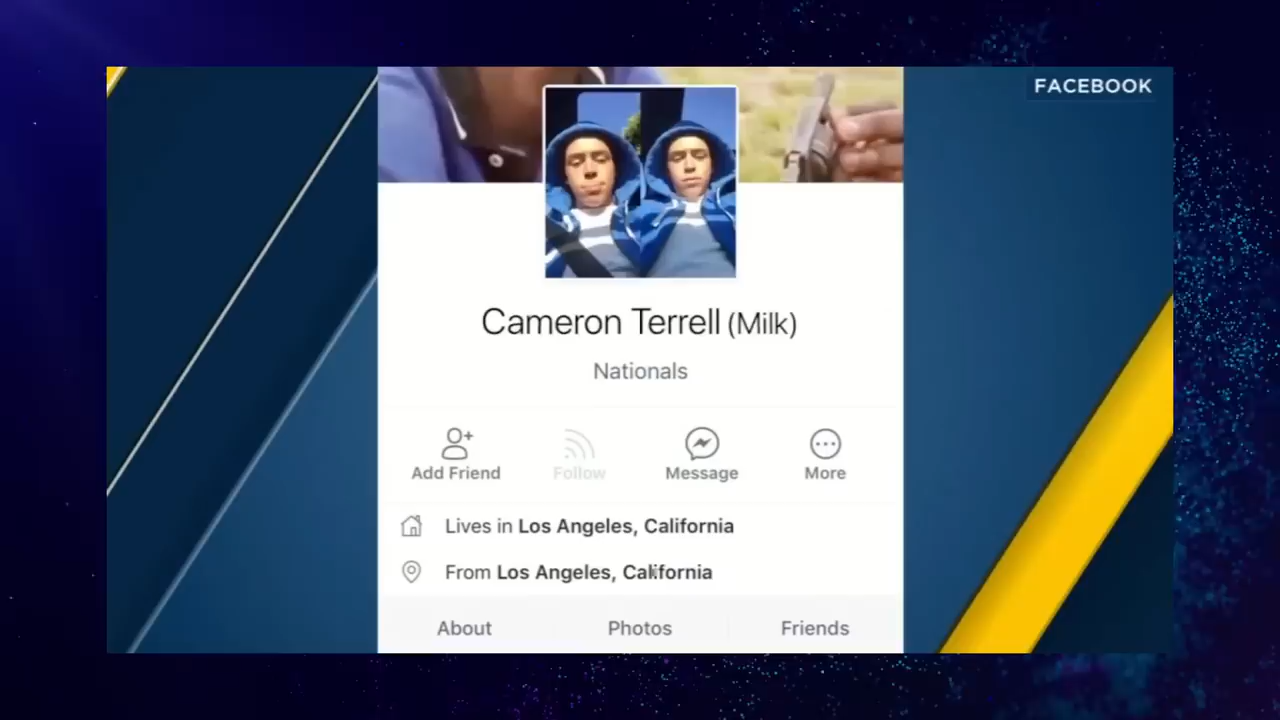 FACEBOOK
Cameron Terrell (Milk)
Nationals
Add Friend
Follow
Message
More
Lives in Los Angeles, California
From Los Angeles, California
About
Photos
Friends